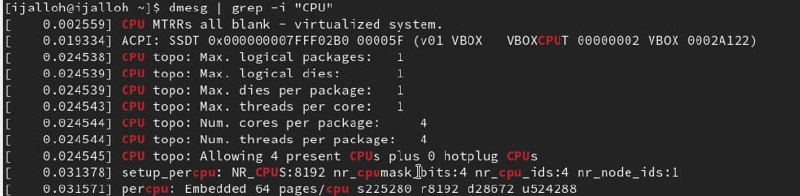 [ijalloh@ijalloh ~]$ dmesg | grep -i "CPU"
[    0.002559] CPU MTRRs all blank - virtualized system.
[    0.019334] ACPI: SSDT 0x000000007FFF02B0 00005F (v01 VBOX   VBOXCPUT 00000002 VBOX 0002A122)
[    0.024538] CPU topo: Max. logical packages:   1
[    0.024539] CPU topo: Max. logical dies:       1
[    0.024539] CPU topo: Max. dies per package:   1
[    0.024543] CPU topo: Max. threads per core:   1
[    0.024544] CPU topo: Num. cores per package:     4
[    0.024544] CPU topo: Num. threads per package:   4
[    0.024545] CPU topo: Allowing 4 present CPUs plus 0 hotplug CPUs
[    0.031378] setup_percpu: NR_CPUS:8192 nr_cpumask_bits:4 nr_cpu_ids:4 nr_node_ids:1
[    0.031571] percpu: Embedded 64 pages/cpu s225280 r8192 d28672 u524288